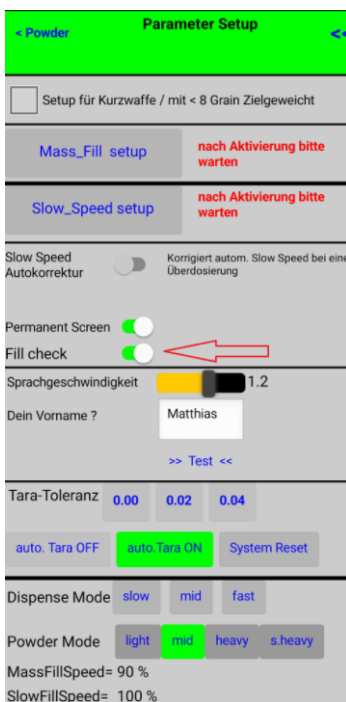 < Powder Parameter Setup <<
Setup für Kurzwaffe / mit < 8 Grain Zielgeweicht
Mass_Fill setup
nach Aktivierung bitte
warten
Slow_Speed setup
nach Aktivierung bitte
warten
Slow Speed
Autokorrektur
Korrigiert autom. Slow Speed bei eine
Überdosierung
Permanent Screen
Fill check
Sprachgeschwindigkeit 1.2
Dein Vorname ? Matthias
>> Test <<
Tara-Toleranz 0.00 0.02 0.04
auto. Tara OFF auto.Tara ON System Reset
Dispense Mode slow mid fast
Powder Mode light mid heavy s.heavy
MassFillSpeed= 90 %
SlowFillSpeed= 100 %